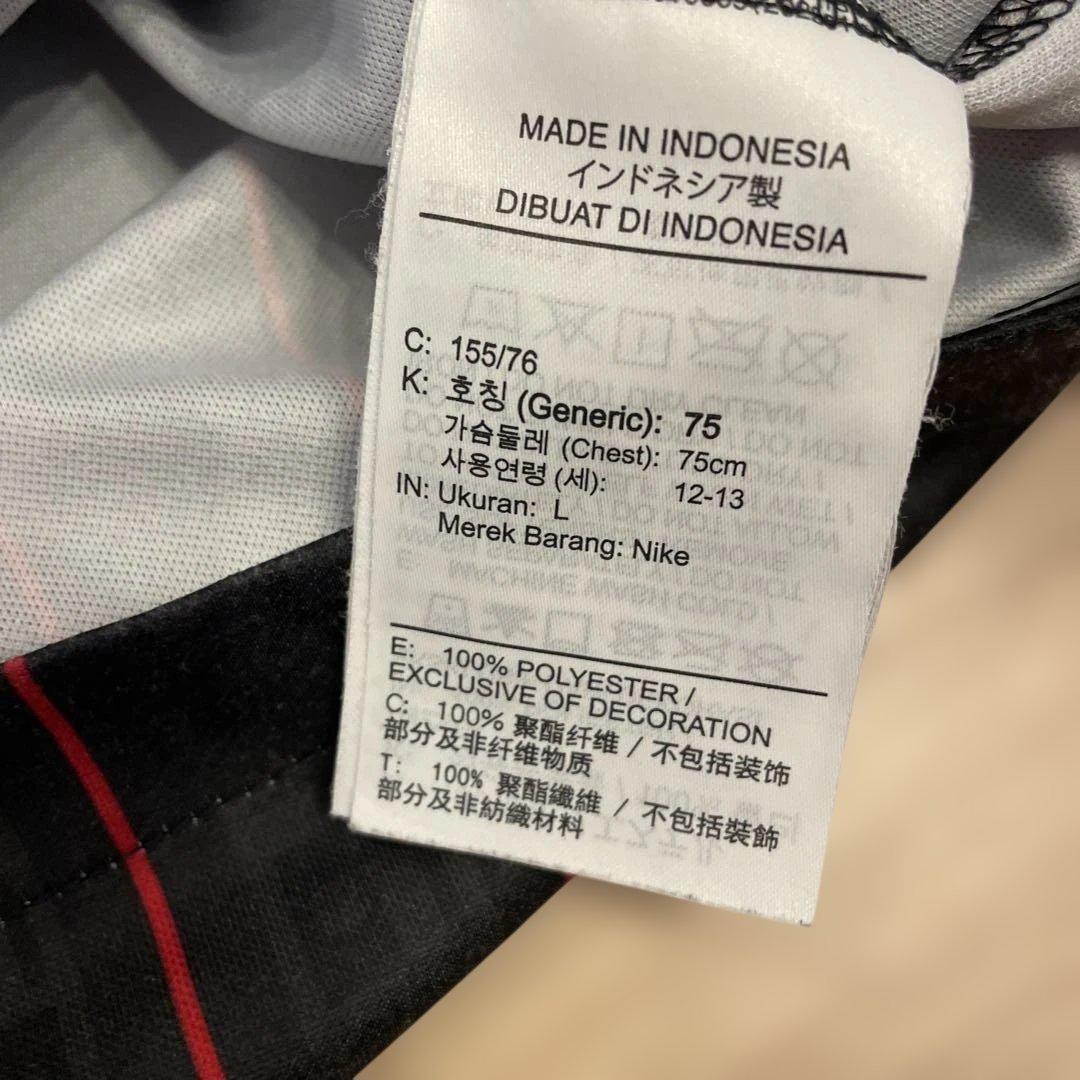 MADE IN INDONESIA
インドネシア製
DIBUAT DI INDONESIA
C: 155/76
K: 호칭 (Generic): 75
가슴둘레 (Chest): 75cm
사용연령 (세): 12-13
IN: Ukuran: L
Merek Barang: Nike
E: 100% POLYESTER /
EXCLUSIVE OF DECORATION
C: 100% 聚酯纤维 / 不包括装饰
部分及非纤维物质
T: 100% 聚酯纖維 / 不包括裝飾
部分及非紡織材料